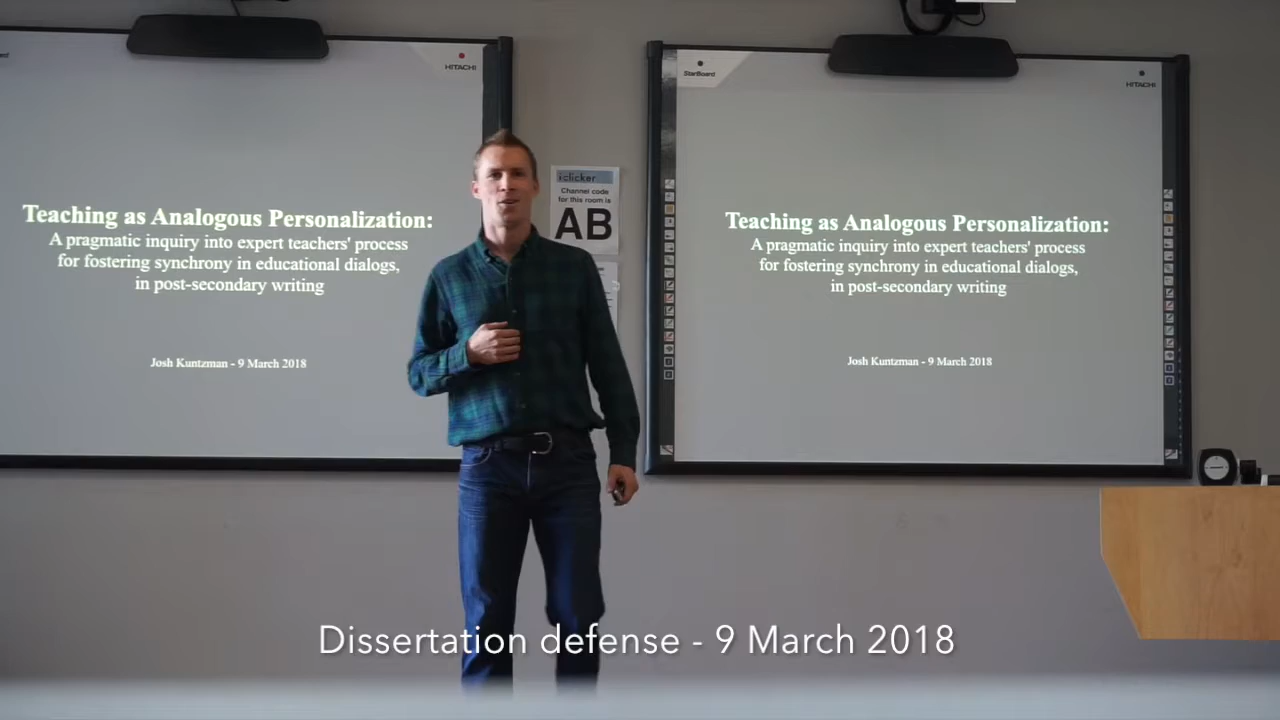 HITACHI
Teaching as Analogous Personalization:
A pragmatic inquiry into expert teachers' process
for fostering synchrony in educational dialogs,
in post-secondary writing
Josh Kuntzman - 9 March 2018
iclicker
Channel code
for this room is
AB
StarBoard
HITACHI
Teaching as Analogous Personalization:
A pragmatic inquiry into expert teachers' process
for fostering synchrony in educational dialogs,
in post-secondary writing
Josh Kuntzman - 9 March 2018
Dissertation defense - 9 March 2018